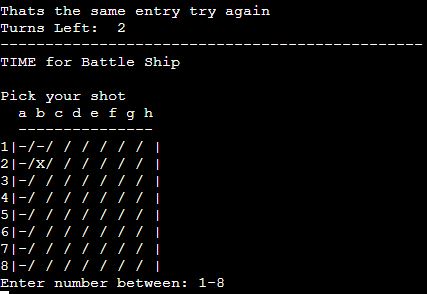 Thats the same entry try again
Turns Left:  2
-----------------------------------------------
TIME for Battle Ship

Pick your shot
  a b c d e f g h
  ---------------
1|-/-/ / / / / / |
2|-/X/ / / / / / |
3|-/ / / / / / / |
4|-/ / / / / / / |
5|-/ / / / / / / |
6|-/ / / / / / / |
7|-/ / / / / / / |
8|-/ / / / / / / |
Enter number between: 1-8